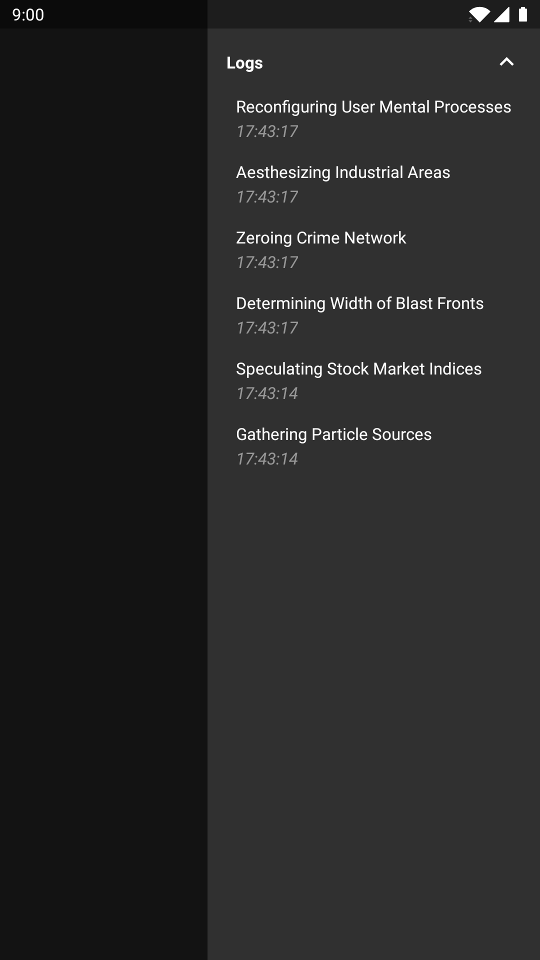 9:00
Logs
Reconfiguring User Mental Processes
17:43:17
Aesthesizing Industrial Areas
17:43:17
Zeroing Crime Network
17:43:17
Determining Width of Blast Fronts
17:43:17
Speculating Stock Market Indices
17:43:14
Gathering Particle Sources
17:43:14